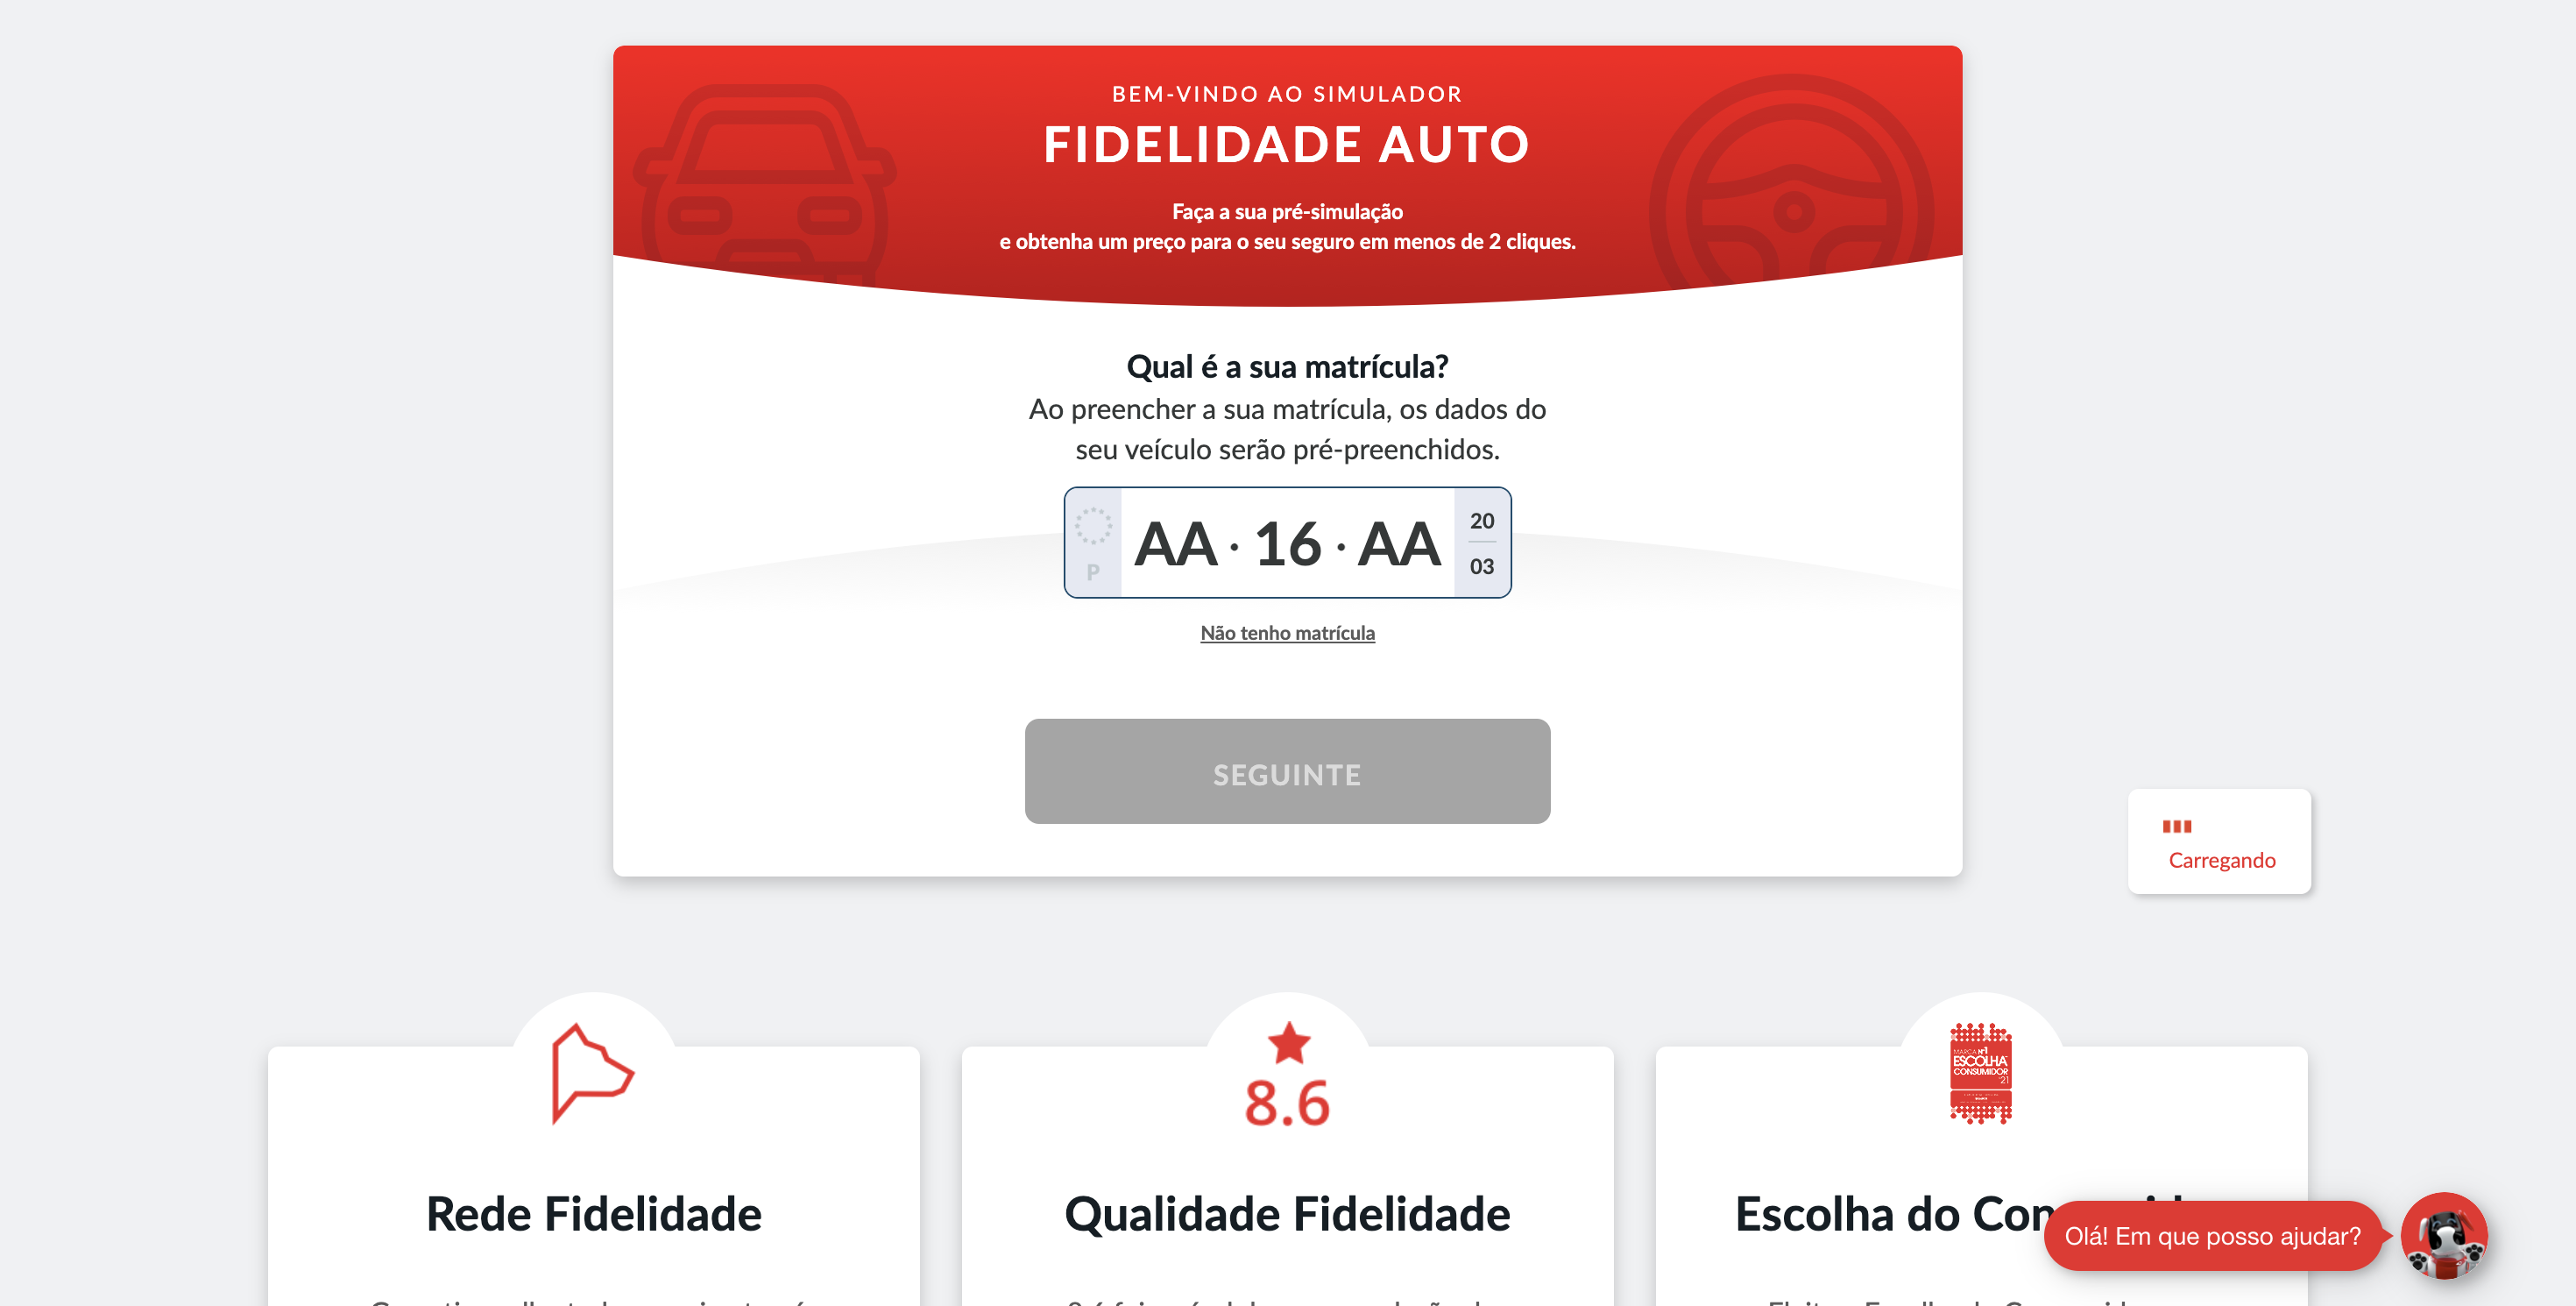 BEM-VINDO AO SIMULADOR
FIDELIDADE AUTO
Faça a sua pré-simulação
e obtenha um preço para o seu seguro em menos de 2 cliques.
Qual é a sua matrícula?
Ao preencher a sua matrícula, os dados do
seu veículo serão pré-preenchidos.
P
AA · 16 · AA
20
03
Não tenho matrícula
SEGUINTE
Carregando
8.6
MARCA Nº1
ESCOLHA
CONSUMIDOR
'21
Rede Fidelidade
Qualidade Fidelidade
Escolha do Con
Olá! Em que posso ajudar?